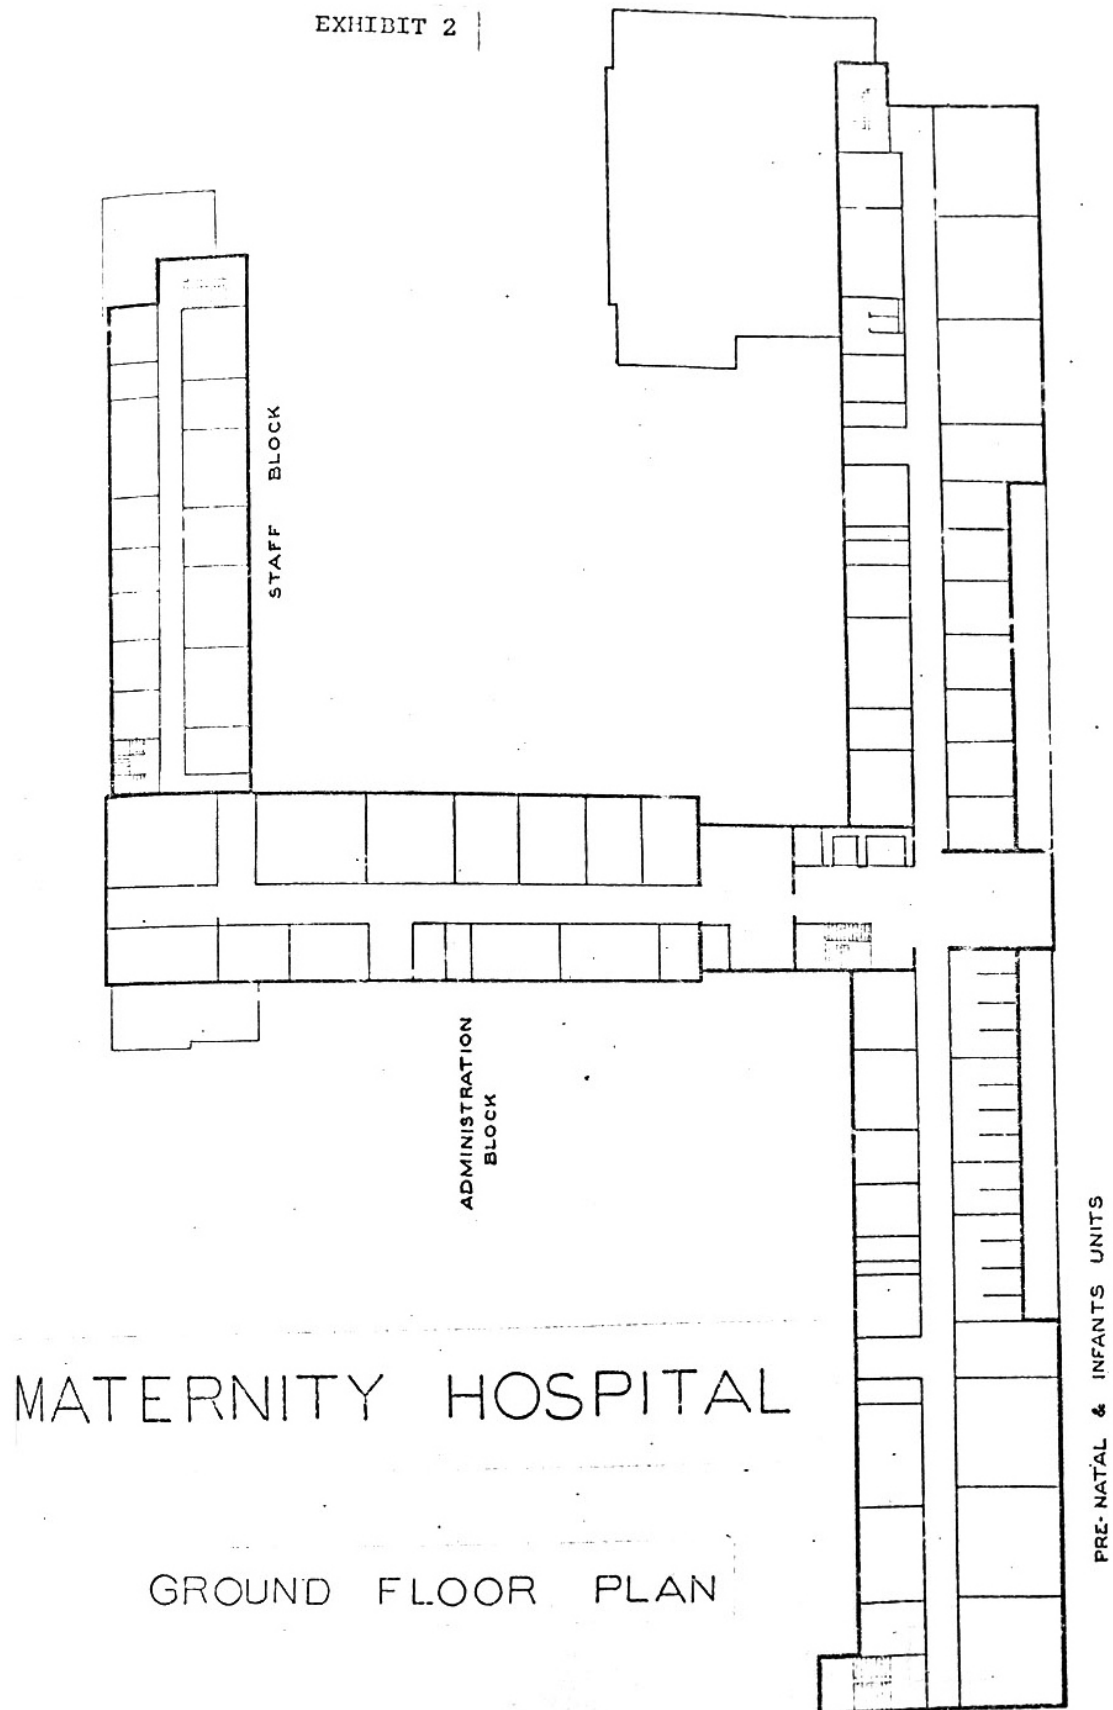 EXHIBIT 2
STAFF BLOCK
ADMINISTRATION
BLOCK
MATERNITY HOSPITAL
GROUND FLOOR PLAN
PRE-NATAL & INFANTS UNITS